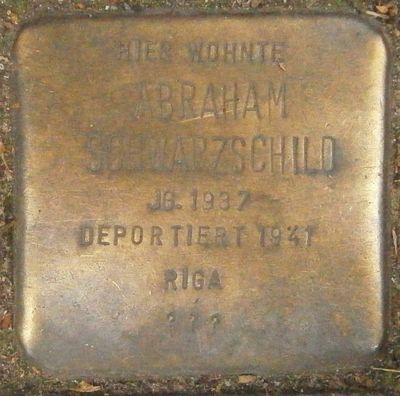 HIER WOHNTE
ABRAHAM
SCHWARZSCHILD
JG. 1937
DEPORTIERT 1941
RIGA
? ? ?